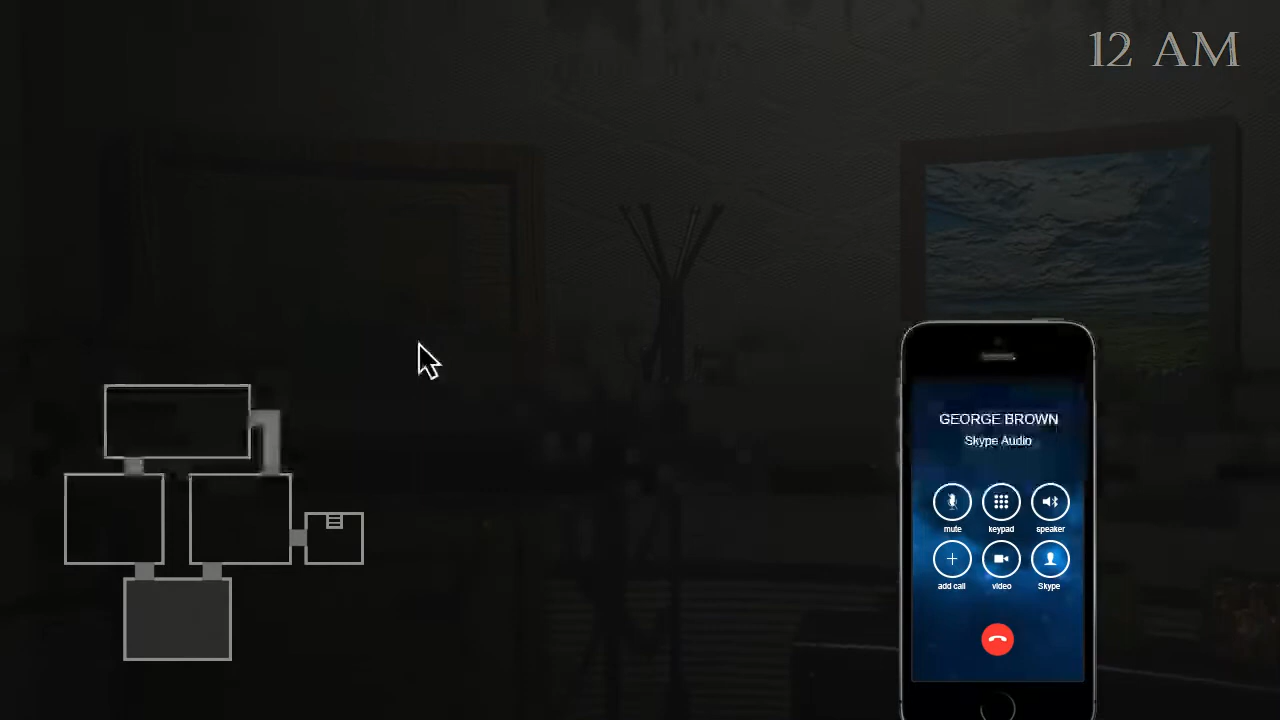 12 AM
GEORGE BROWN
Skype Audio
mute keypad speaker
add call video Skype